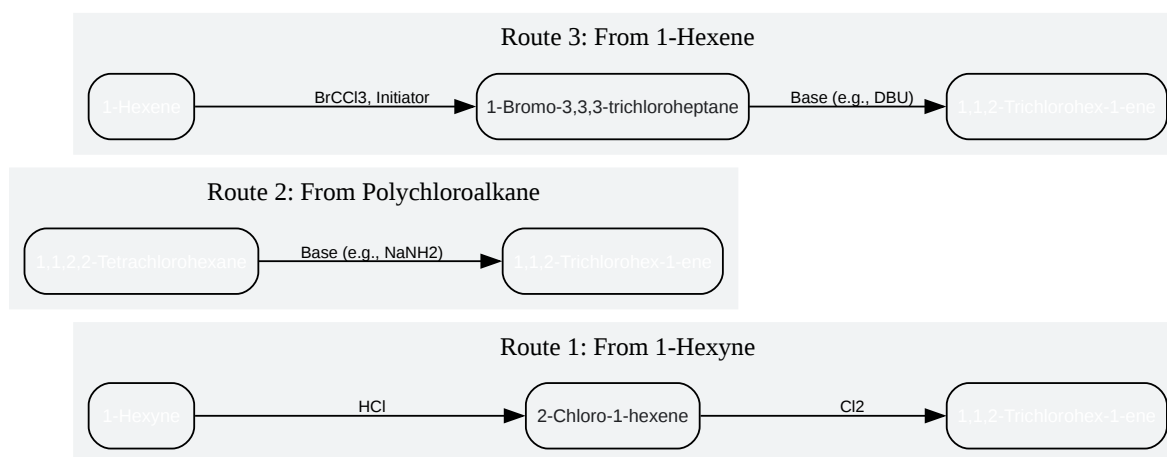 Route 3: From 1-Hexene
1-Hexene
BrCCl3, Initiator
1-Bromo-3,3,3-trichloroheptane
Base (e.g., DBU)
1,1,2-Trichlorohex-1-ene
Route 2: From Polychloroalkane
1,1,2,2-Tetrachlorohexane
Base (e.g., NaNH2)
1,1,2-Trichlorohex-1-ene
Route 1: From 1-Hexyne
1-Hexyne
HCl
2-Chloro-1-hexene
Cl2
1,1,2-Trichlorohex-1-ene